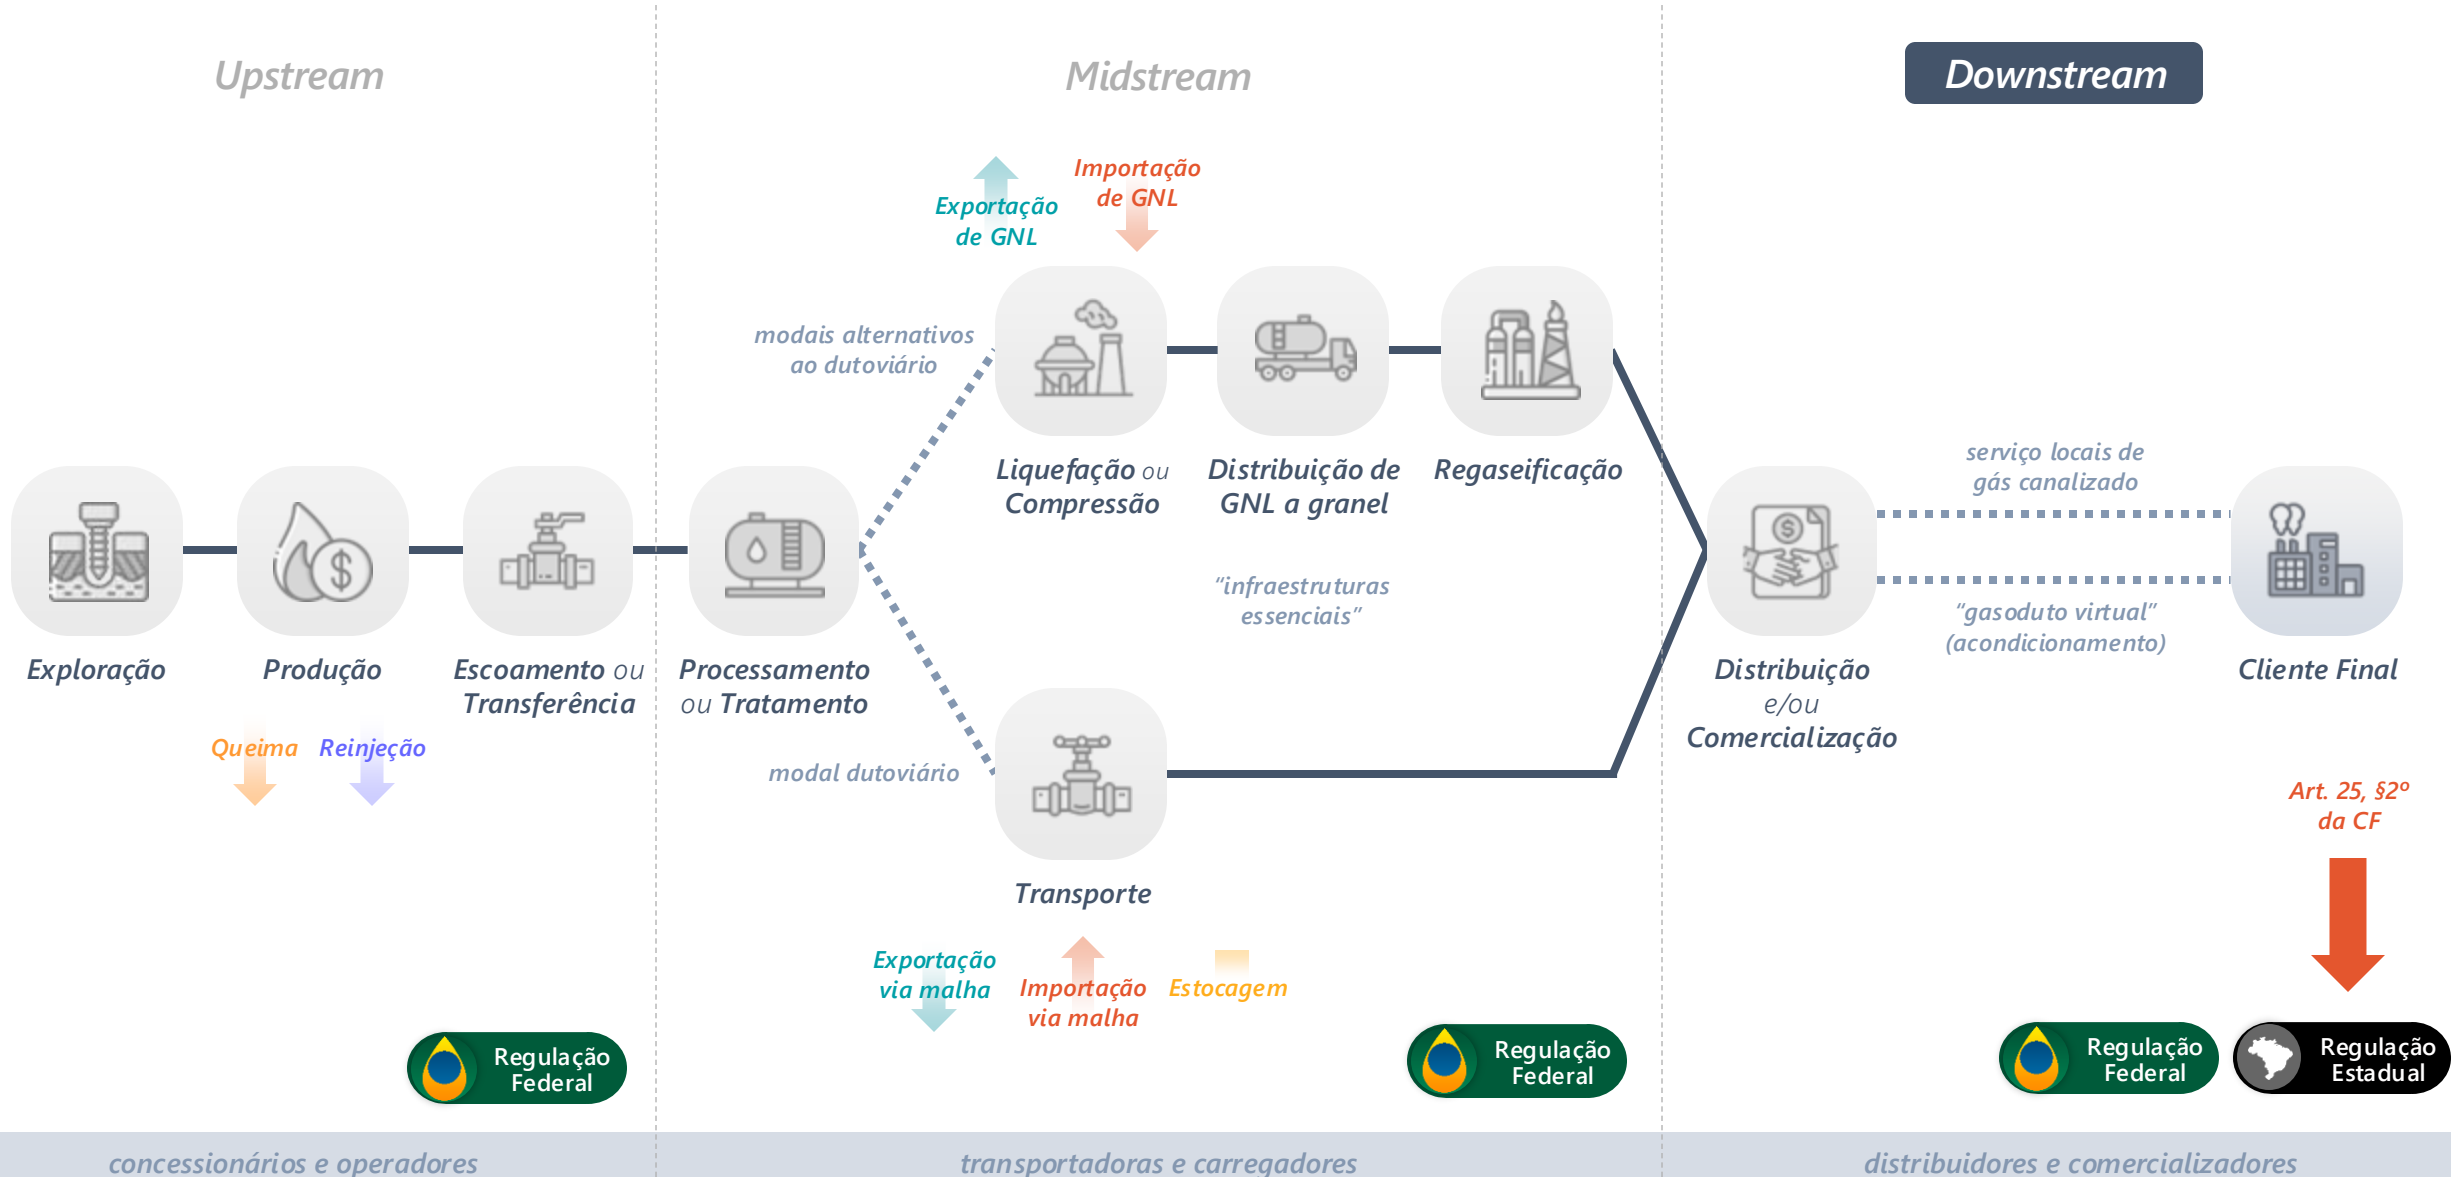 Upstream
Midstream
Downstream
Exportação
de GNL
Importação
de GNL
modais alternativos
ao dutoviário
Liquefação ou
Compressão
Distribuição de
GNL a granel
Regaseificação
serviço locais de
gás canalizado
“infraestruturas
essenciais”
“gasoduto virtual”
(acondicionamento)
Exploração
Produção
Escoamento ou
Transferência
Processamento
ou Tratamento
Distribuição
e/ou
Comercialização
Cliente Final
Queima
Reinjeção
modal dutoviário
Transporte
Art. 25, §2º
da CF
Exportação
via malha
Importação
via malha
Estocagem
Regulação
Federal
Regulação
Federal
Regulação
Federal
Regulação
Estadual
concessionários e operadores
transportadoras e carregadores
distribuidores e comercializadores